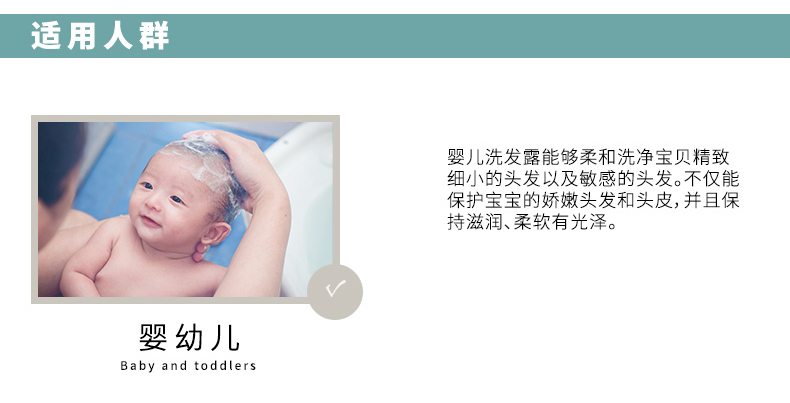 适用人群
婴儿洗发露能够柔和洗净宝贝精致
细小的头发以及敏感的头发。不仅能
保护宝宝的娇嫩头发和头皮，并且保
持滋润、柔软有光泽。
婴幼儿
Baby and toddlers